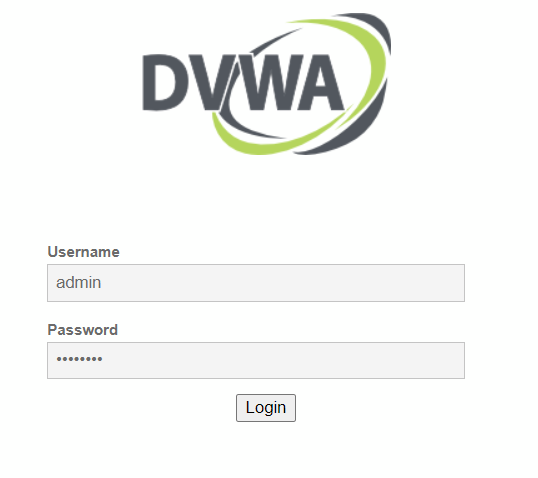 DVWA
Username
admin
Password
••••••••
Login